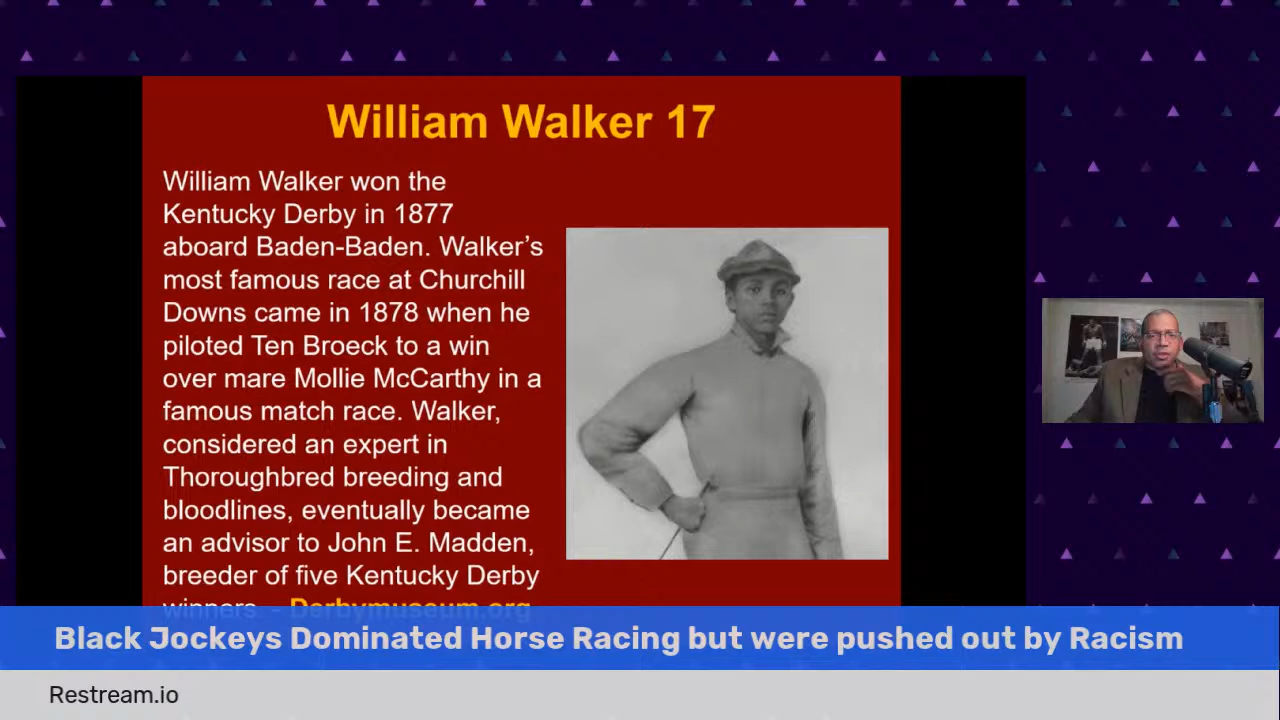 William Walker 17
William Walker won the
Kentucky Derby in 1877
aboard Baden-Baden. Walker’s
most famous race at Churchill
Downs came in 1878 when he
piloted Ten Broeck to a win
over mare Mollie McCarthy in a
famous match race. Walker,
considered an expert in
Thoroughbred breeding and
bloodlines, eventually became
an advisor to John E. Madden,
breeder of five Kentucky Derby
winners. - Derbymuseum.org
Black Jockeys Dominated Horse Racing but were pushed out by Racism
Restream.io